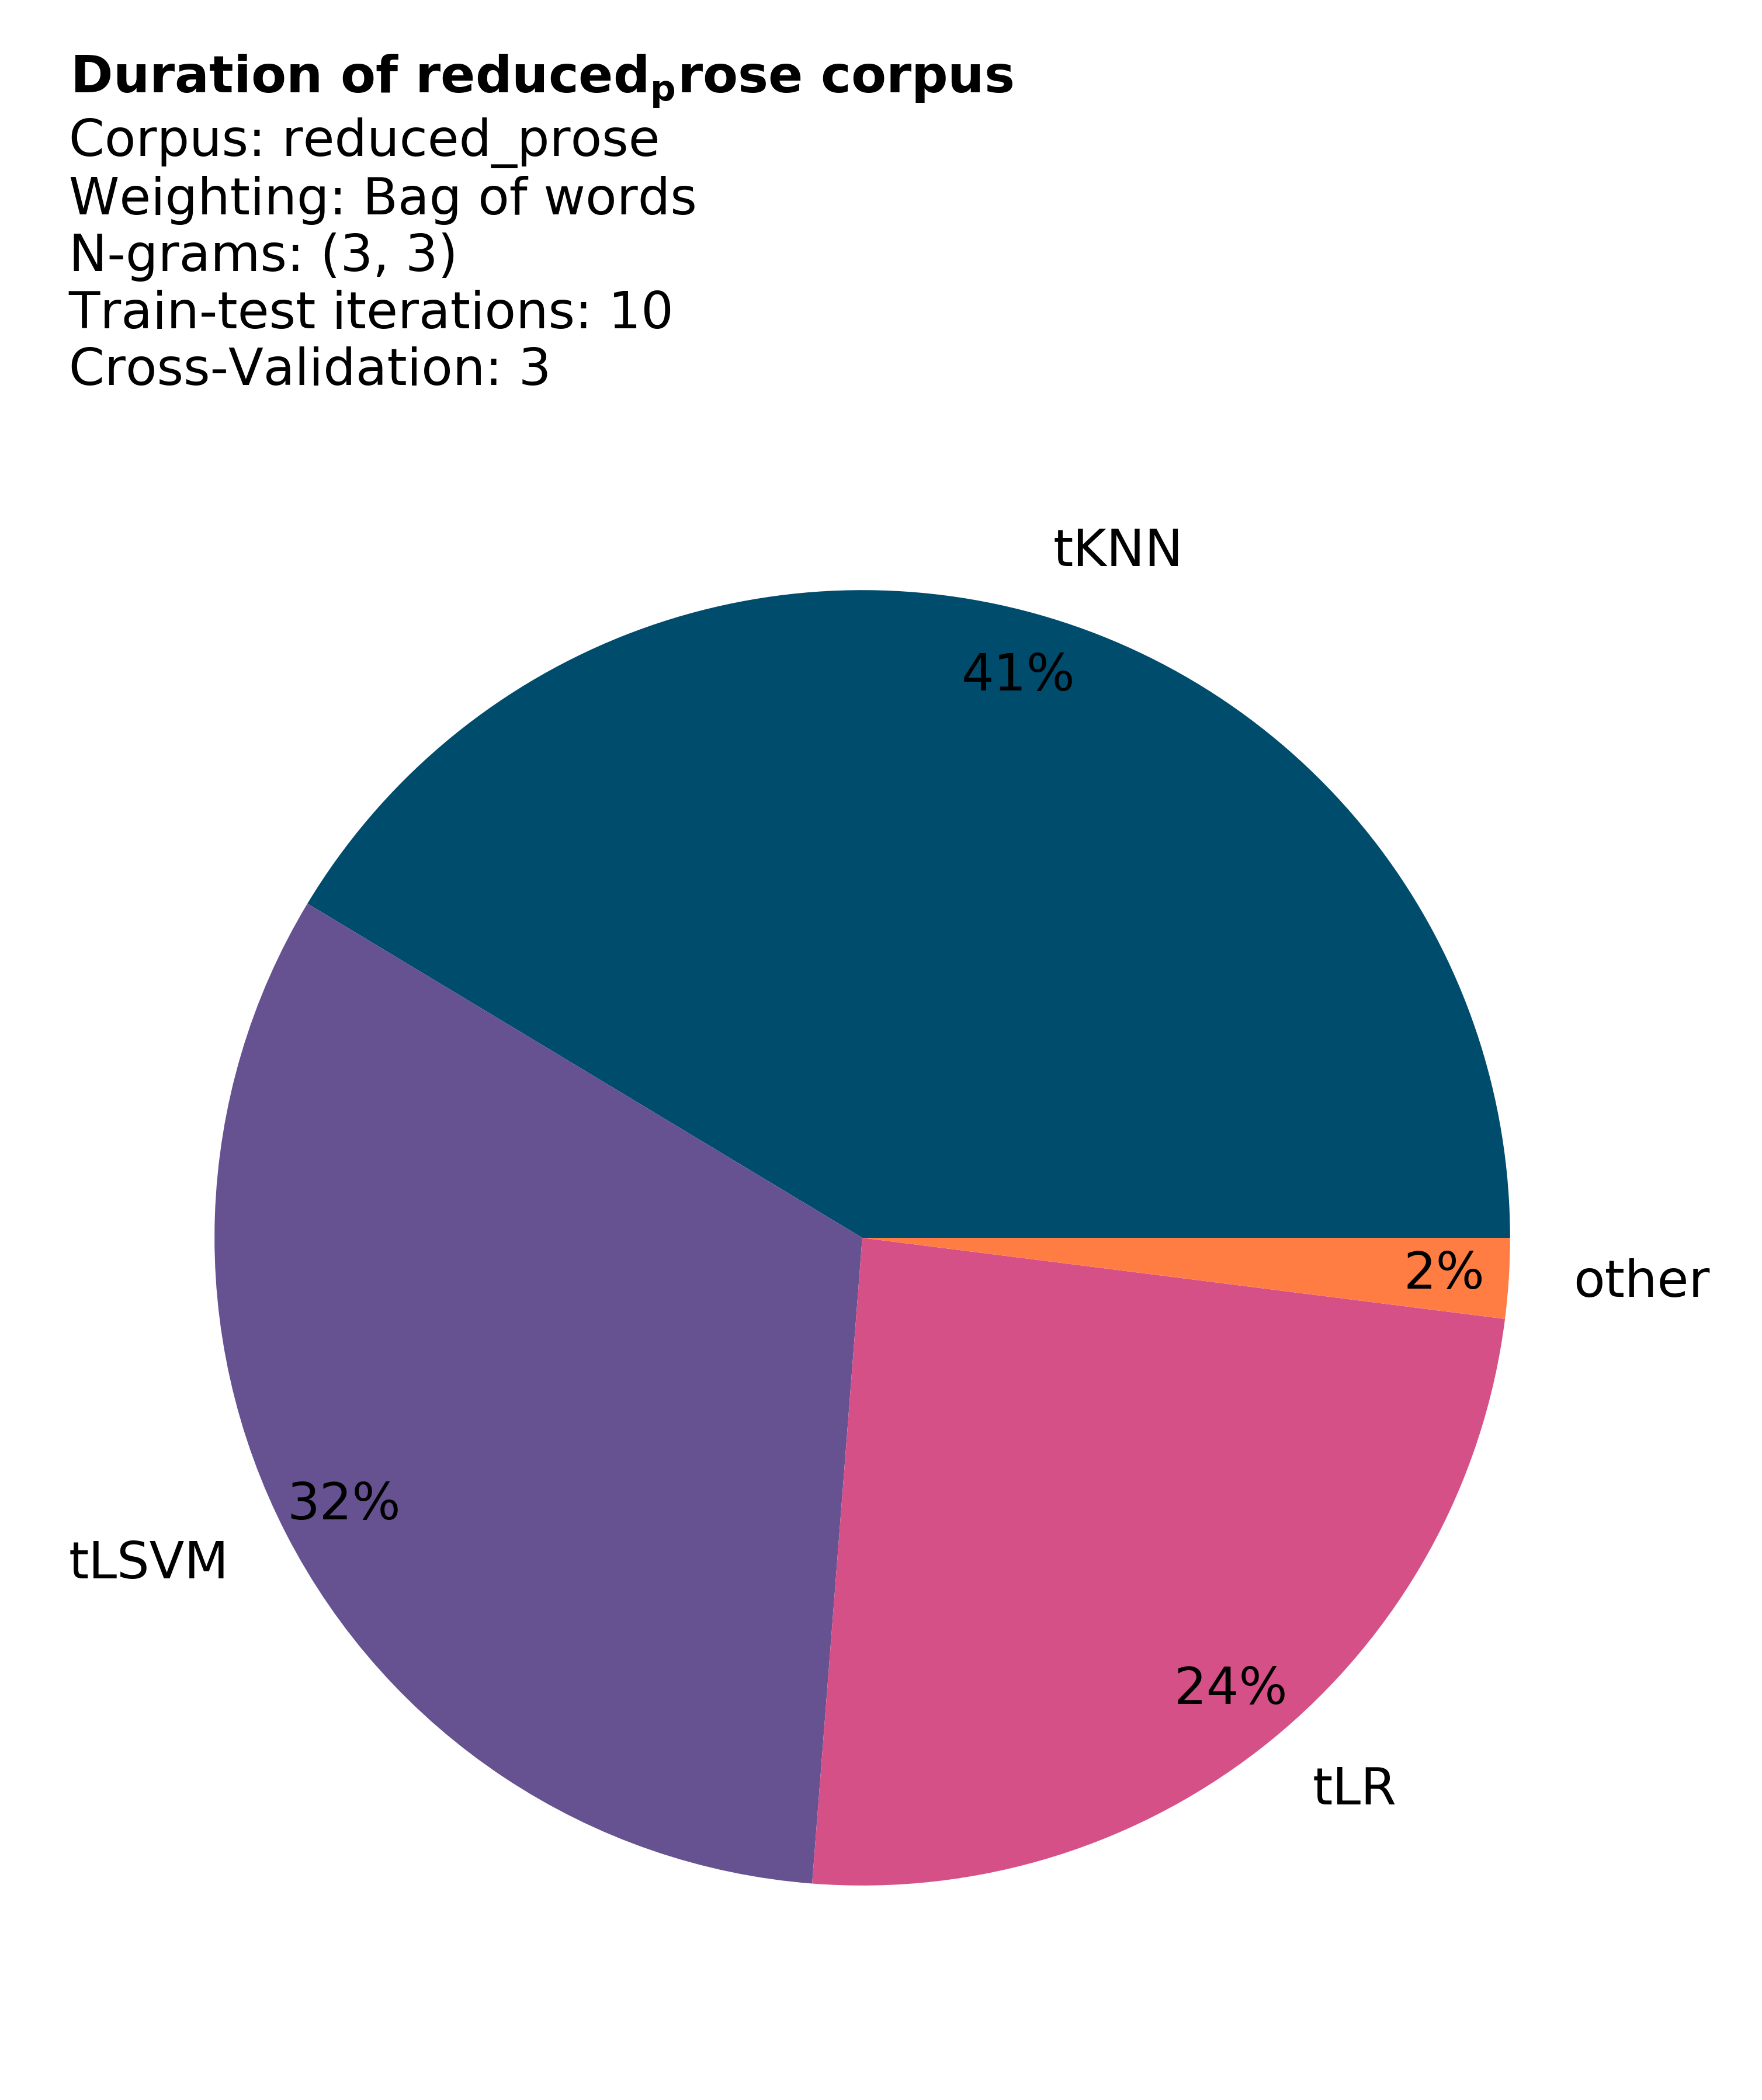 Duration of reducedₚrose corpus
Corpus: reduced_prose
Weighting: Bag of words
N-grams: (3, 3)
Train-test iterations: 10
Cross-Validation: 3
tKNN
41%
2%
other
32%
tLSVM
24%
tLR